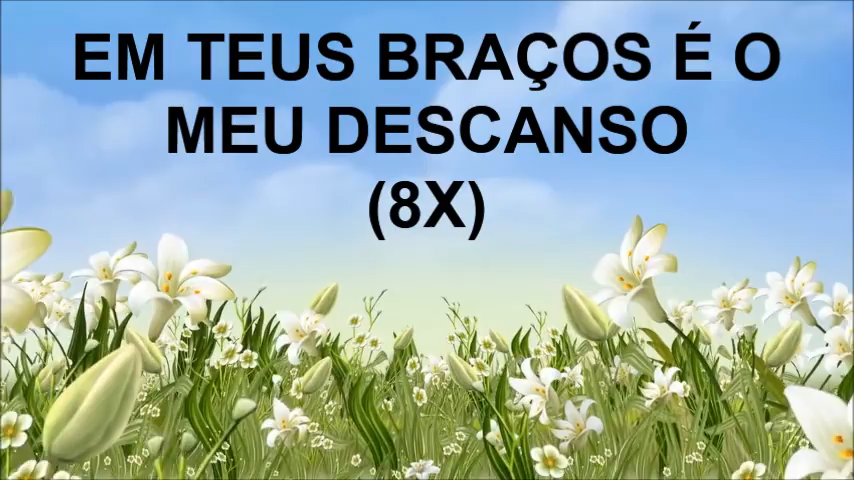 EM TEUS BRAÇOS É O
MEU DESCANSO
(8X)